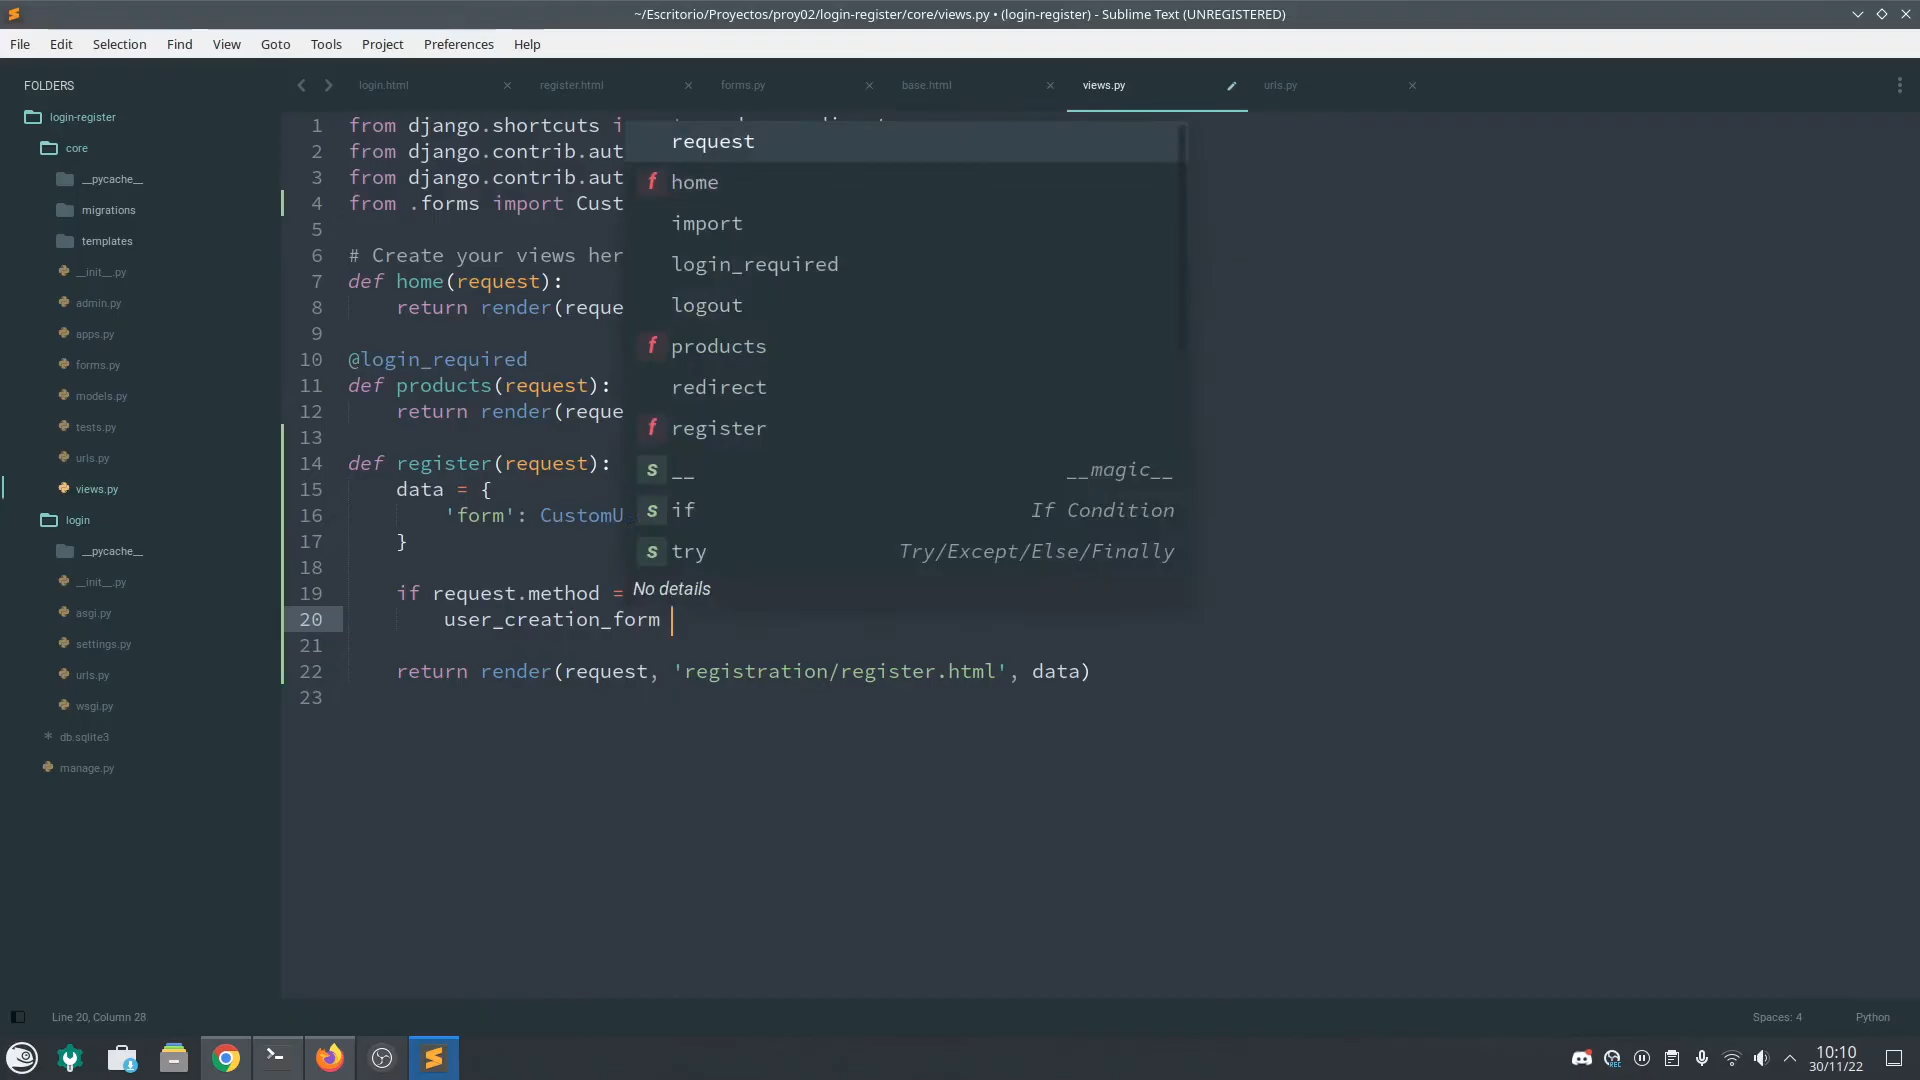 ~/Escritorio/Proyectos/proy02/login-register/core/views.py • (login-register) - Sublime Text (UNREGISTERED)
File Edit Selection Find View Goto Tools Project Preferences Help
FOLDERS
login-register
core
__pycache__
migrations
templates
__init__.py
admin.py
apps.py
forms.py
models.py
tests.py
urls.py
views.py
login
__pycache__
__init__.py
asgi.py
settings.py
urls.py
wsgi.py
db.sqlite3
manage.py
login.html register.html forms.py base.html views.py urls.py
1 from django.shortcuts i
2 from django.contrib.aut
3 from django.contrib.aut
4 from .forms import Cust
5
6 # Create your views her
7 def home(request):
8 return render(reque
9
10 @login_required
11 def products(request):
12 return render(reque
13
14 def register(request):
15 data = {
16 'form': CustomU
17 }
18
19 if request.method =
20 user_creation_form
21
22 return render(request, 'registration/register.html', data)
23
request
f home
import
login_required
logout
f products
redirect
f register
s __ __magic__
s if If Condition
s try Try/Except/Else/Finally
No details
Line 20, Column 28
Spaces: 4 Python
10:10
30/11/22